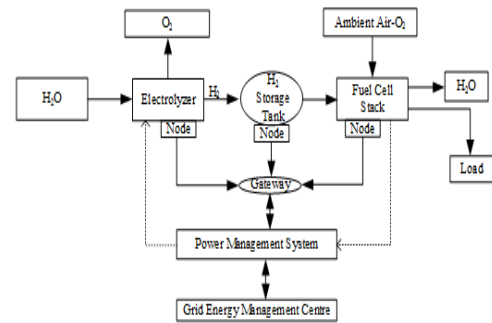 O₂
Ambient Air-O₂
H₂O
Electrolyzer
H₂
H₂
Storage
Tank
Fuel Cell
Stack
H₂O
Node
Node
Node
Load
Gateway
Power Management System
Grid Energy Management Centre